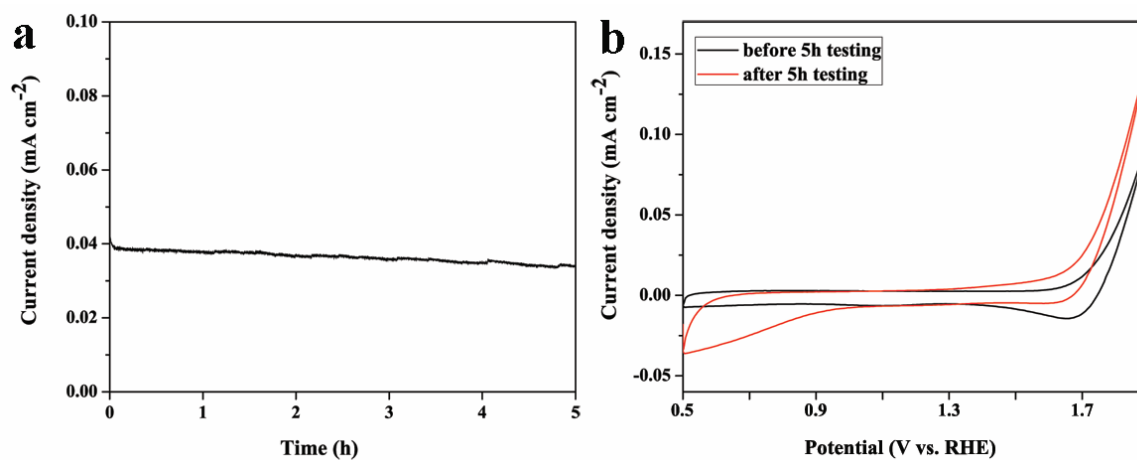 a
Current density (mA cm⁻²)
0.10
0.08
0.06
0.04
0.02
0.00
0
1
2
3
4
5
Time (h)
b
Current density (mA cm⁻²)
before 5h testing
after 5h testing
0.15
0.10
0.05
0.00
-0.05
0.5
0.9
1.3
1.7
Potential (V vs. RHE)